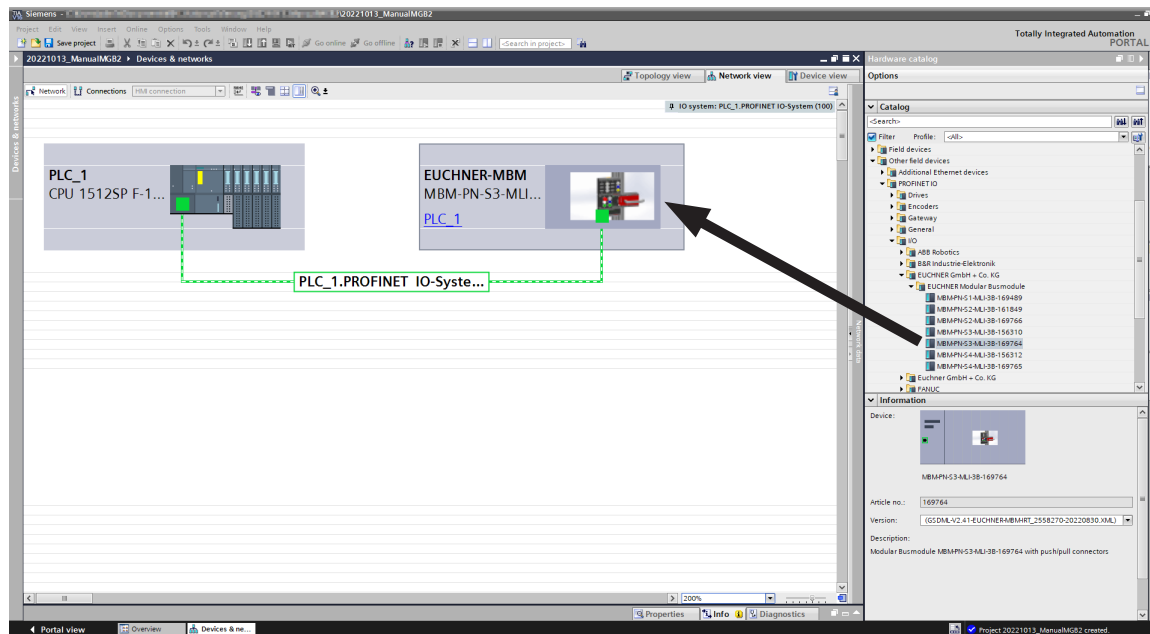 Siemens - \20221013_ManualMGB2
Project Edit View Insert Online Options Tools Window Help
Save project Go online Go offline <Search in project>
Totally Integrated Automation
PORTAL
20221013_ManualMGB2 Devices & networks
Hardware catalog
Topology view Network view Device view
Options
Network Connections HMI connection
IO system: PLC_1.PROFINET IO-System (100)
Devices & networks
Catalog
<Search>
Filter Profile: <All>
Field devices
Other field devices
Additional Ethernet devices
PROFINET IO
Drives
Encoders
Gateway
General
I/O
ABB Robotics
B&R Industrie-Elektronik
EUCHNER GmbH + Co. KG
EUCHNER Modular Busmodule
MBM-PN-S1-MLI-3B-169489
MBM-PN-S2-MLI-3B-161849
MBM-PN-S2-MLI-3B-169766
MBM-PN-S3-MLI-3B-156310
MBM-PN-S3-MLI-3B-169764
MBM-PN-S4-MLI-3B-156312
MBM-PN-S4-MLI-3B-169765
Euchner GmbH + Co. KG
FANUC
PLC_1
CPU 1512SP F-1...
EUCHNER-MBM
MBM-PN-S3-MLI...
PLC_1
PLC_1.PROFINET IO-Syste...
Network data
Information
Device:
MBM-PN-S3-MLI-3B-169764
Article no.: 169764
Version: (GSDML-V2.41-EUCHNER-MBM-RT_2558270-20220830.XML)
Description:
Modular Busmodule MBM-PN-S3-MLI-3B-169764 with push/pull connectors
200%
Properties Info Diagnostics
Portal view Overview Devices & ne...
Project 20221013_ManualMGB2 created.